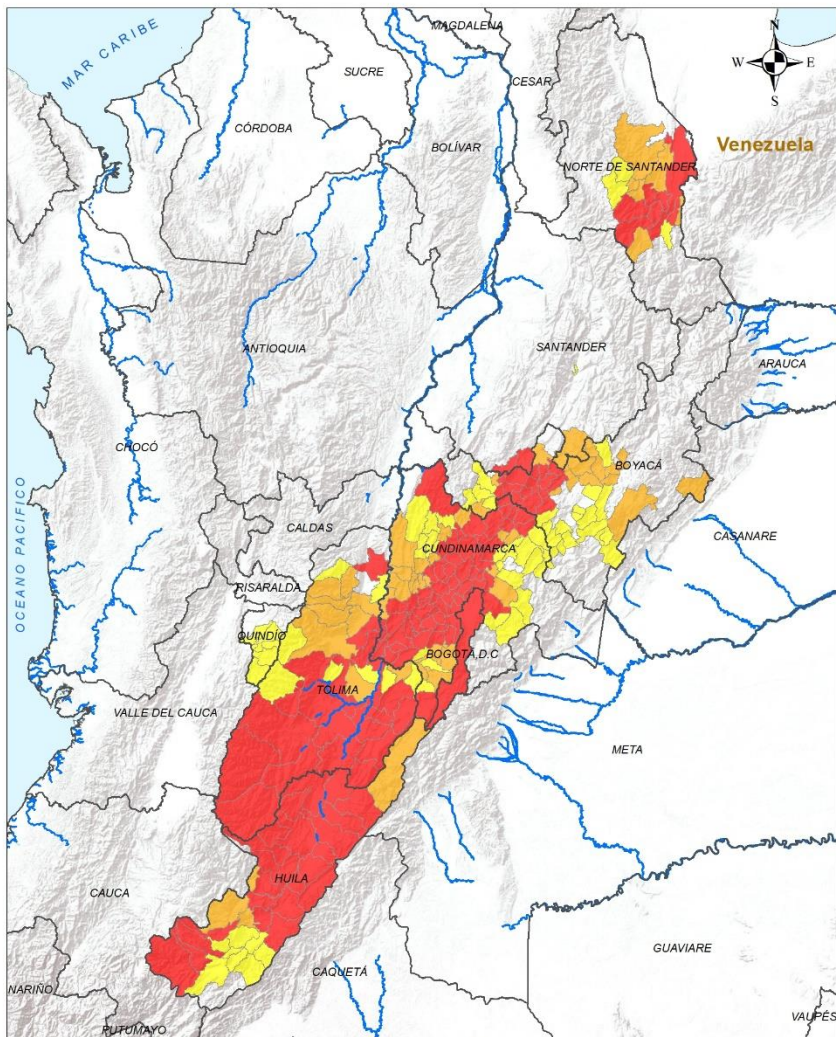 MAR CARIBE
MAGDALENA
SUCRE
CESAR
CÓRDOBA
BOLÍVAR
N
W E
S
Venezuela
NORTE DE SANTANDER
ANTIOQUIA
SANTANDER
ARAUCA
CHOCÓ
BOYACÁ
CALDAS
CUNDINAMARCA
CASANARE
OCEANO PACIFICO
RISARALDA
QUINDÍO
BOGOTÁ,D.C
TOLIMA
VALLE DEL CAUCA
META
HUILA
CAUCA
GUAVIARE
CAQUETÁ
NARIÑO
PUTUMAYO
VAUPÉS